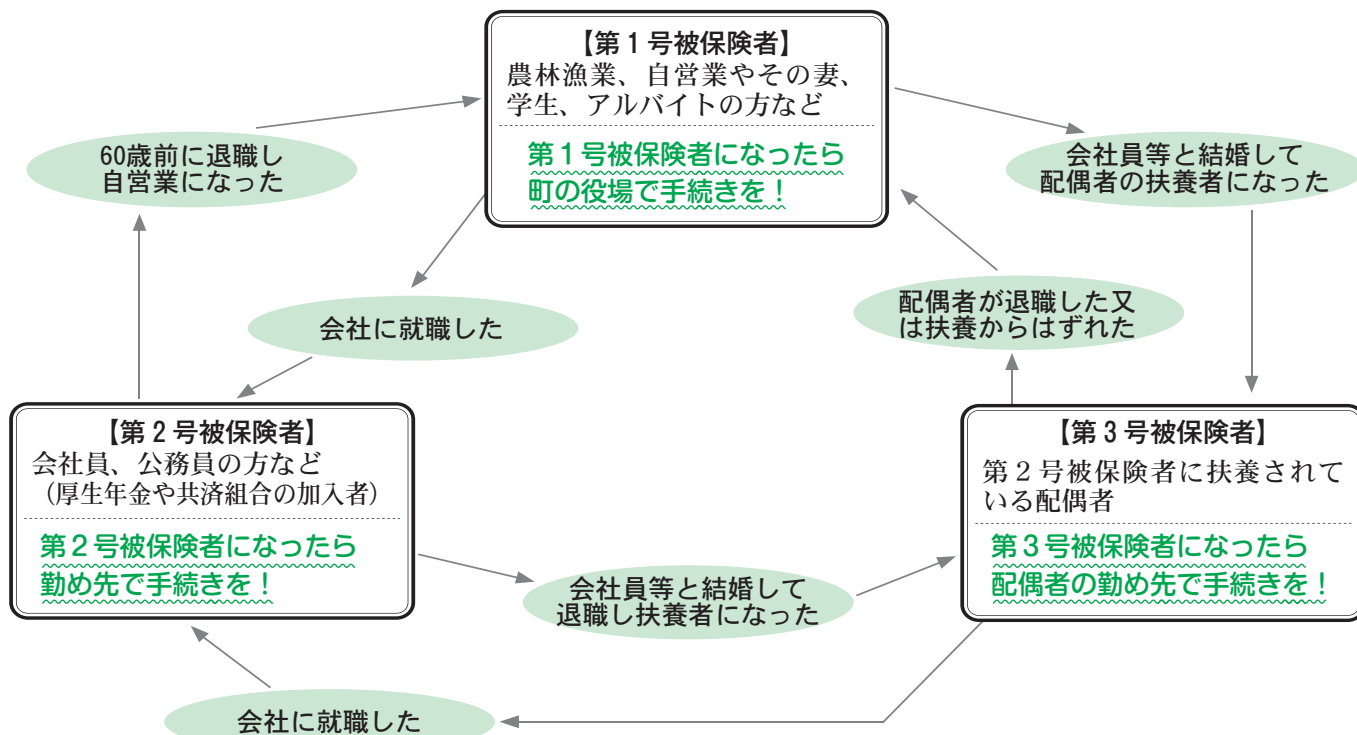 【第1号被保険者】
農林漁業、自営業やその妻、
学生、アルバイトの方など
第1号被保険者になったら
町の役場で手続きを！
60歳前に退職し
自営業になった
会社員等と結婚して
配偶者の扶養者になった
会社に就職した
配偶者が退職した又
は扶養からはずれた
【第2号被保険者】
会社員、公務員の方など
（厚生年金や共済組合の加入者）
第2号被保険者になったら
勤め先で手続きを！
【第3号被保険者】
第2号被保険者に扶養されて
いる配偶者
第3号被保険者になったら
配偶者の勤め先で手続きを！
会社員等と結婚して
退職し扶養者になった
会社に就職した